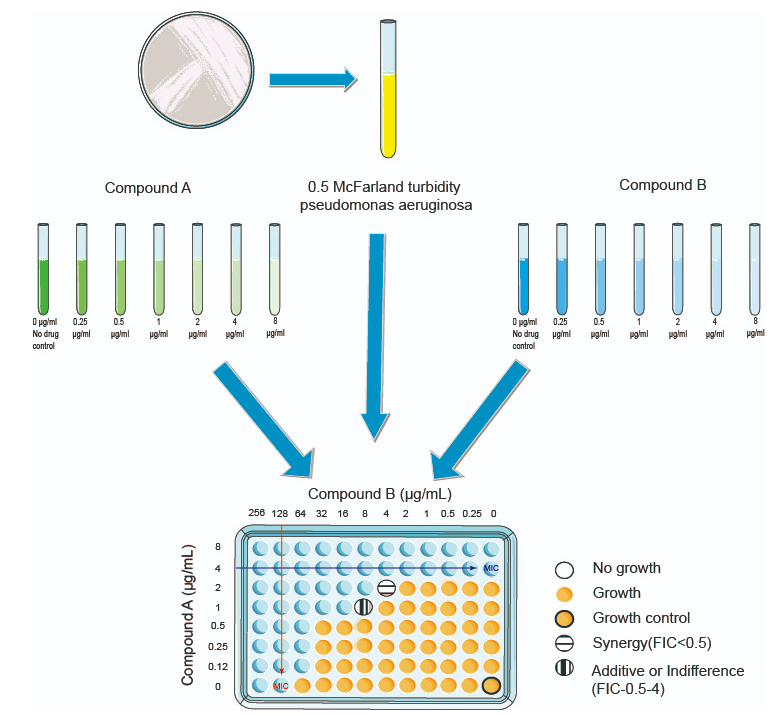 Compound A
0.5 McFarland turbidity
pseudomonas aeruginosa
Compound B
0 µg/ml
No drug
control
0.25
µg/ml
0.5
µg/ml
1
µg/ml
2
µg/ml
4
µg/ml
8
µg/ml
0 µg/ml
No drug
control
0.25
µg/ml
0.5
µg/ml
1
µg/ml
2
µg/ml
4
µg/ml
8
µg/ml
Compound B (µg/mL)
256 128 64 32 16 8 4 2 1 0.5 0.25 0
Compound A (µg/mL)
8
4
MIC
2
1
0.5
0.25
0.12
0
MIC
No growth
Growth
Growth control
Synergy(FIC<0.5)
Additive or Indifference
(FIC-0.5-4)